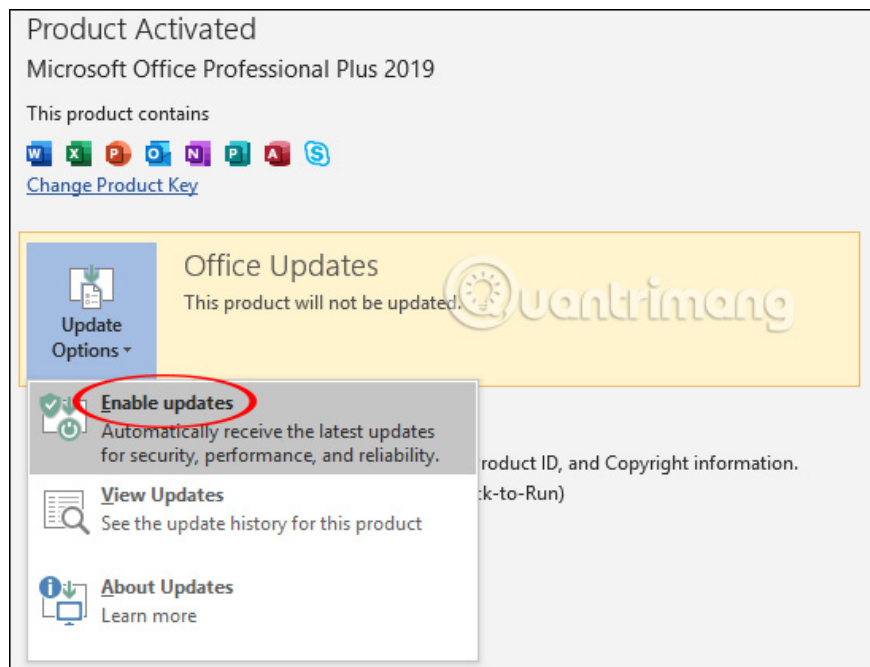 Product Activated
Microsoft Office Professional Plus 2019
This product contains
Change Product Key
Office Updates
This product will not be updated.
Quantrimang
Update
Options
Enable updates
Automatically receive the latest updates
for security, performance, and reliability.
roduct ID, and Copyright information.
ck-to-Run)
View Updates
See the update history for this product
About Updates
Learn more